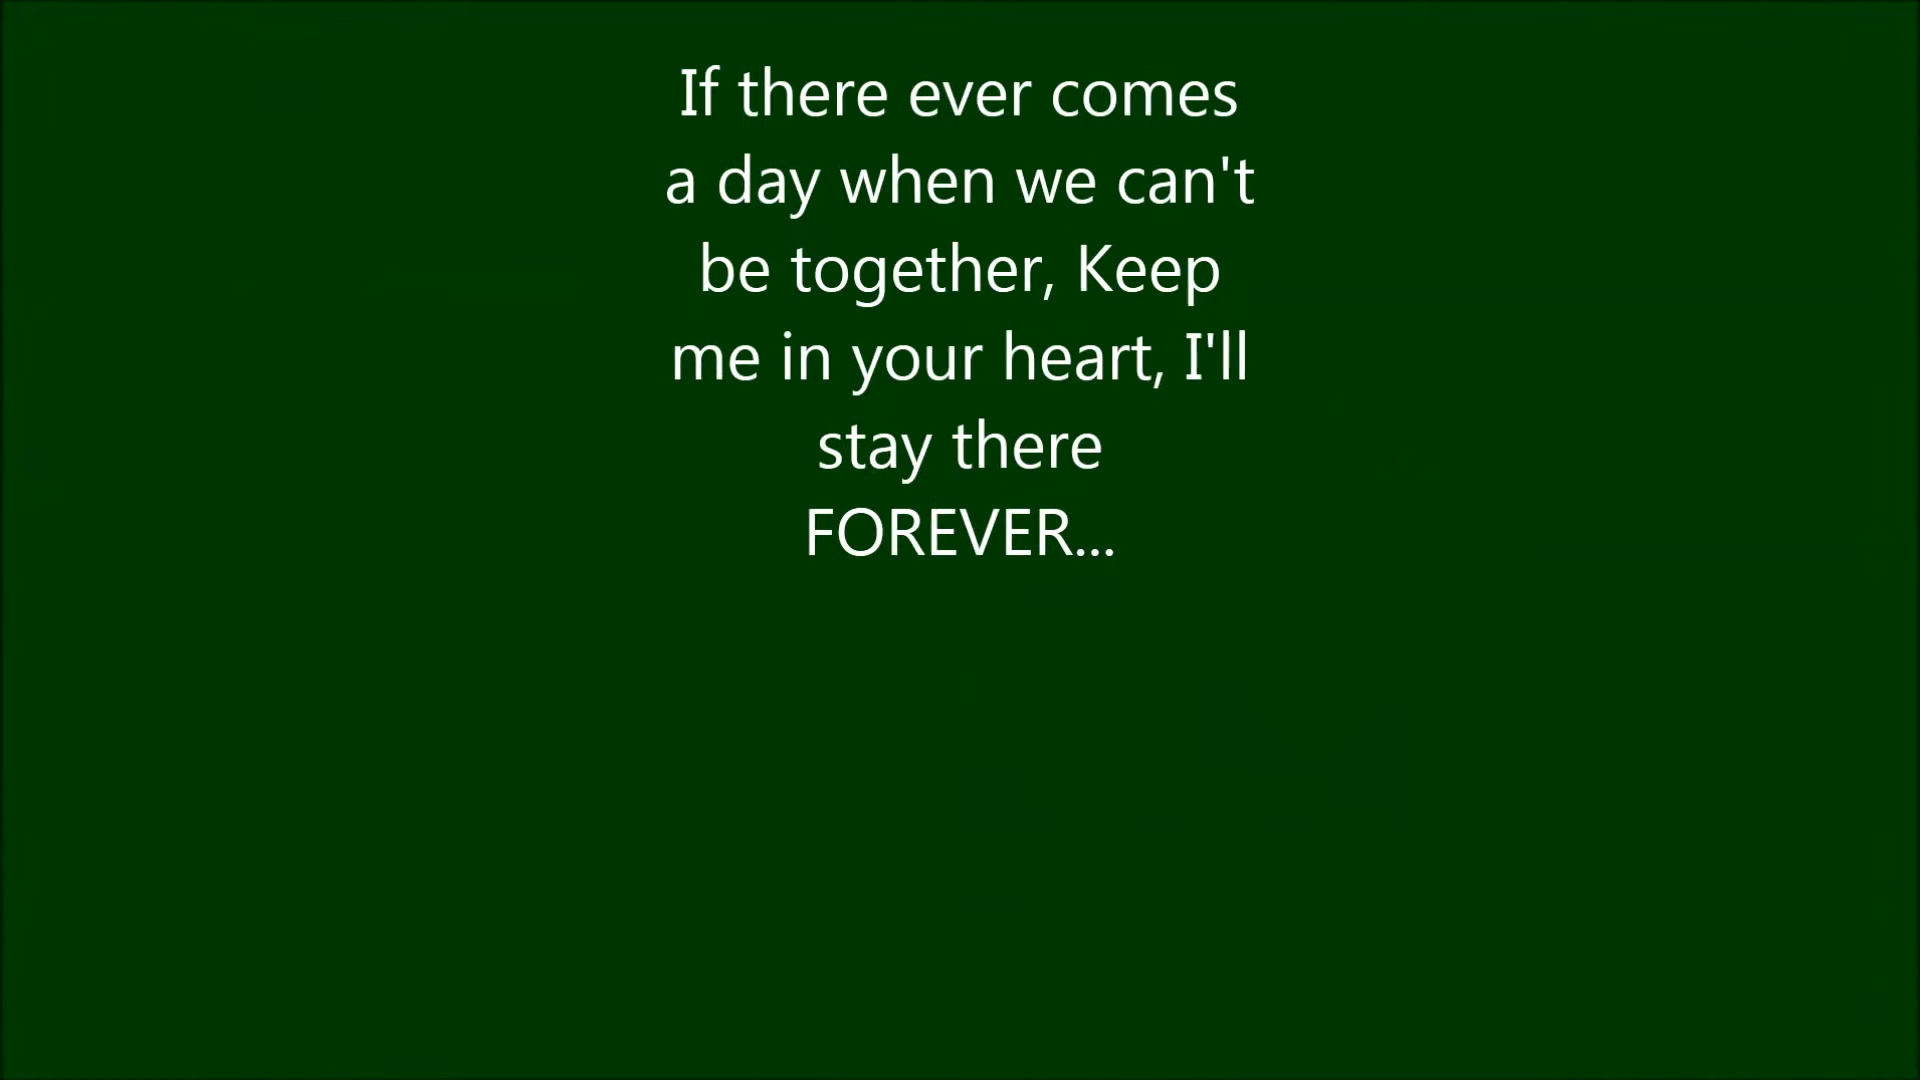 If there ever comes
a day when we can't
be together, Keep
me in your heart, I'll
stay there
FOREVER...